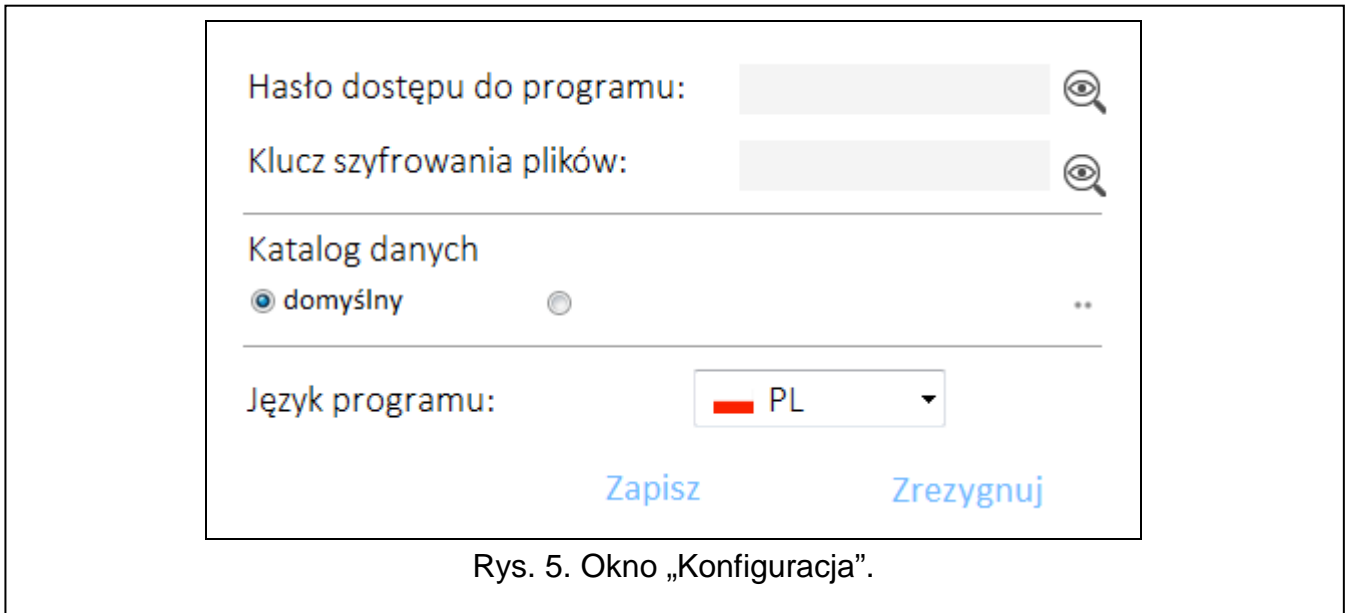 Hasło dostępu do programu:
Klucz szyfrowania plików:
Katalog danych
domyślny
..
Język programu: PL
Zapisz Zrezygnuj
Rys. 5. Okno „Konfiguracja”.